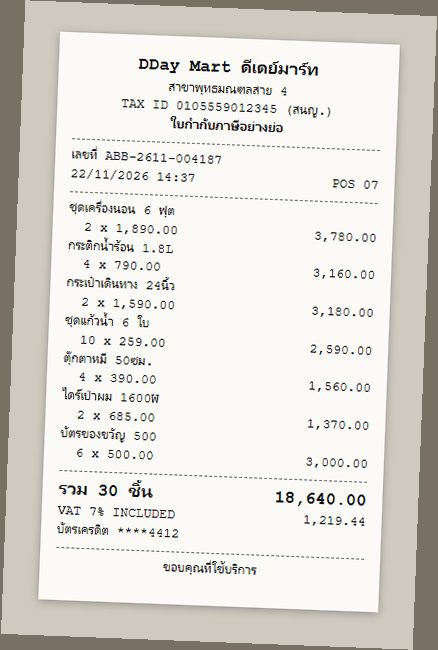 DDay Mart ดีเดย์มาร์ท
สาขาพุทธมณฑลสาย 4
TAX ID 0105559012345 (สนญ.)
ใบกำกับภาษีอย่างย่อ
เลขที่ ABB-2611-004187
22/11/2026 14:37 POS 07
ชุดเครื่องนอน 6 ฟุต
2 x 1,890.00 3,780.00
กระติกน้ำร้อน 1.8L
4 x 790.00 3,160.00
กระเป๋าเดินทาง 24นิ้ว
2 x 1,590.00 3,180.00
ชุดแก้วน้ำ 6 ใบ
10 x 259.00 2,590.00
ตุ๊กตาหมี 50ซม.
4 x 390.00 1,560.00
ไดร์เป่าผม 1600W
2 x 685.00 1,370.00
บัตรของขวัญ 500
6 x 500.00 3,000.00
รวม 30 ชิ้น 18,640.00
VAT 7% INCLUDED 1,219.44
บัตรเครดิต ****4412
ขอบคุณที่ใช้บริการ